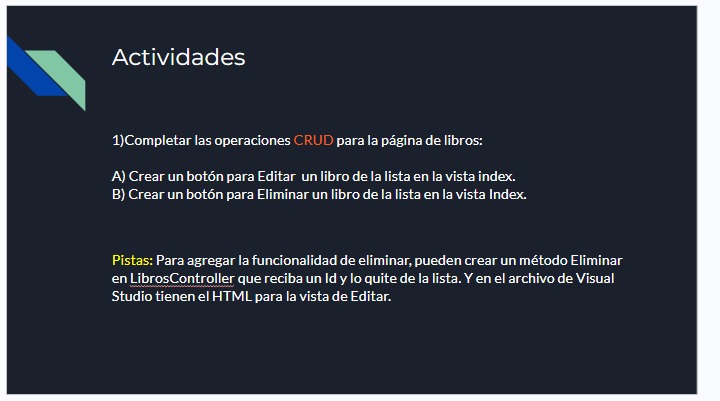 Actividades
1)Completar las operaciones CRUD para la página de libros:
A) Crear un botón para Editar  un libro de la lista en la vista index.
B) Crear un botón para Eliminar un libro de la lista en la vista Index.
Pistas: Para agregar la funcionalidad de eliminar, pueden crear un método Eliminar
en LibrosController que reciba un Id y lo quite de la lista. Y en el archivo de Visual
Studio tienen el HTML para la vista de Editar.